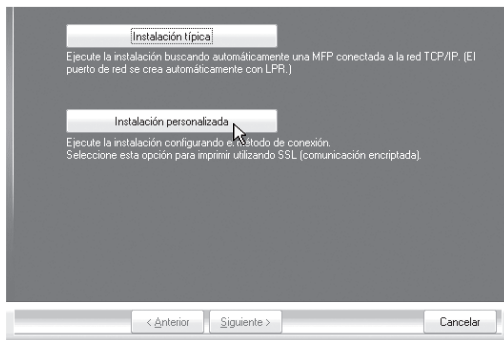 Instalación típica
Ejecute la instalación buscando automáticamente una MFP conectada a la red TCP/IP. (El
puerto de red se crea automáticamente con LPR.)
Instalación personalizada
Ejecute la instalación configurando el método de conexión.
Seleccione esta opción para imprimir utilizando SSL (comunicación encriptada).
< Anterior
Siguiente >
Cancelar